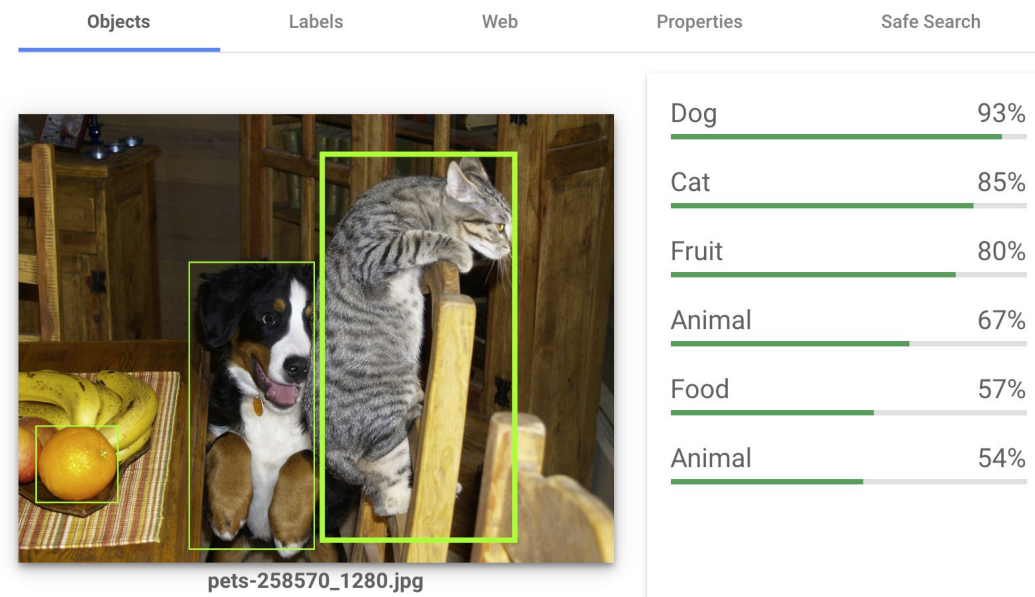 Objects Labels Web Properties Safe Search
Dog 93%
Cat 85%
Fruit 80%
Animal 67%
Food 57%
Animal 54%
pets-258570_1280.jpg